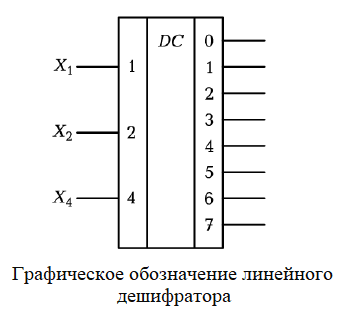 DC 0
X₁ 1 1
2
X₂ 2 3
4
5
X₄ 4 6
7
Графическое обозначение линейного
дешифратора